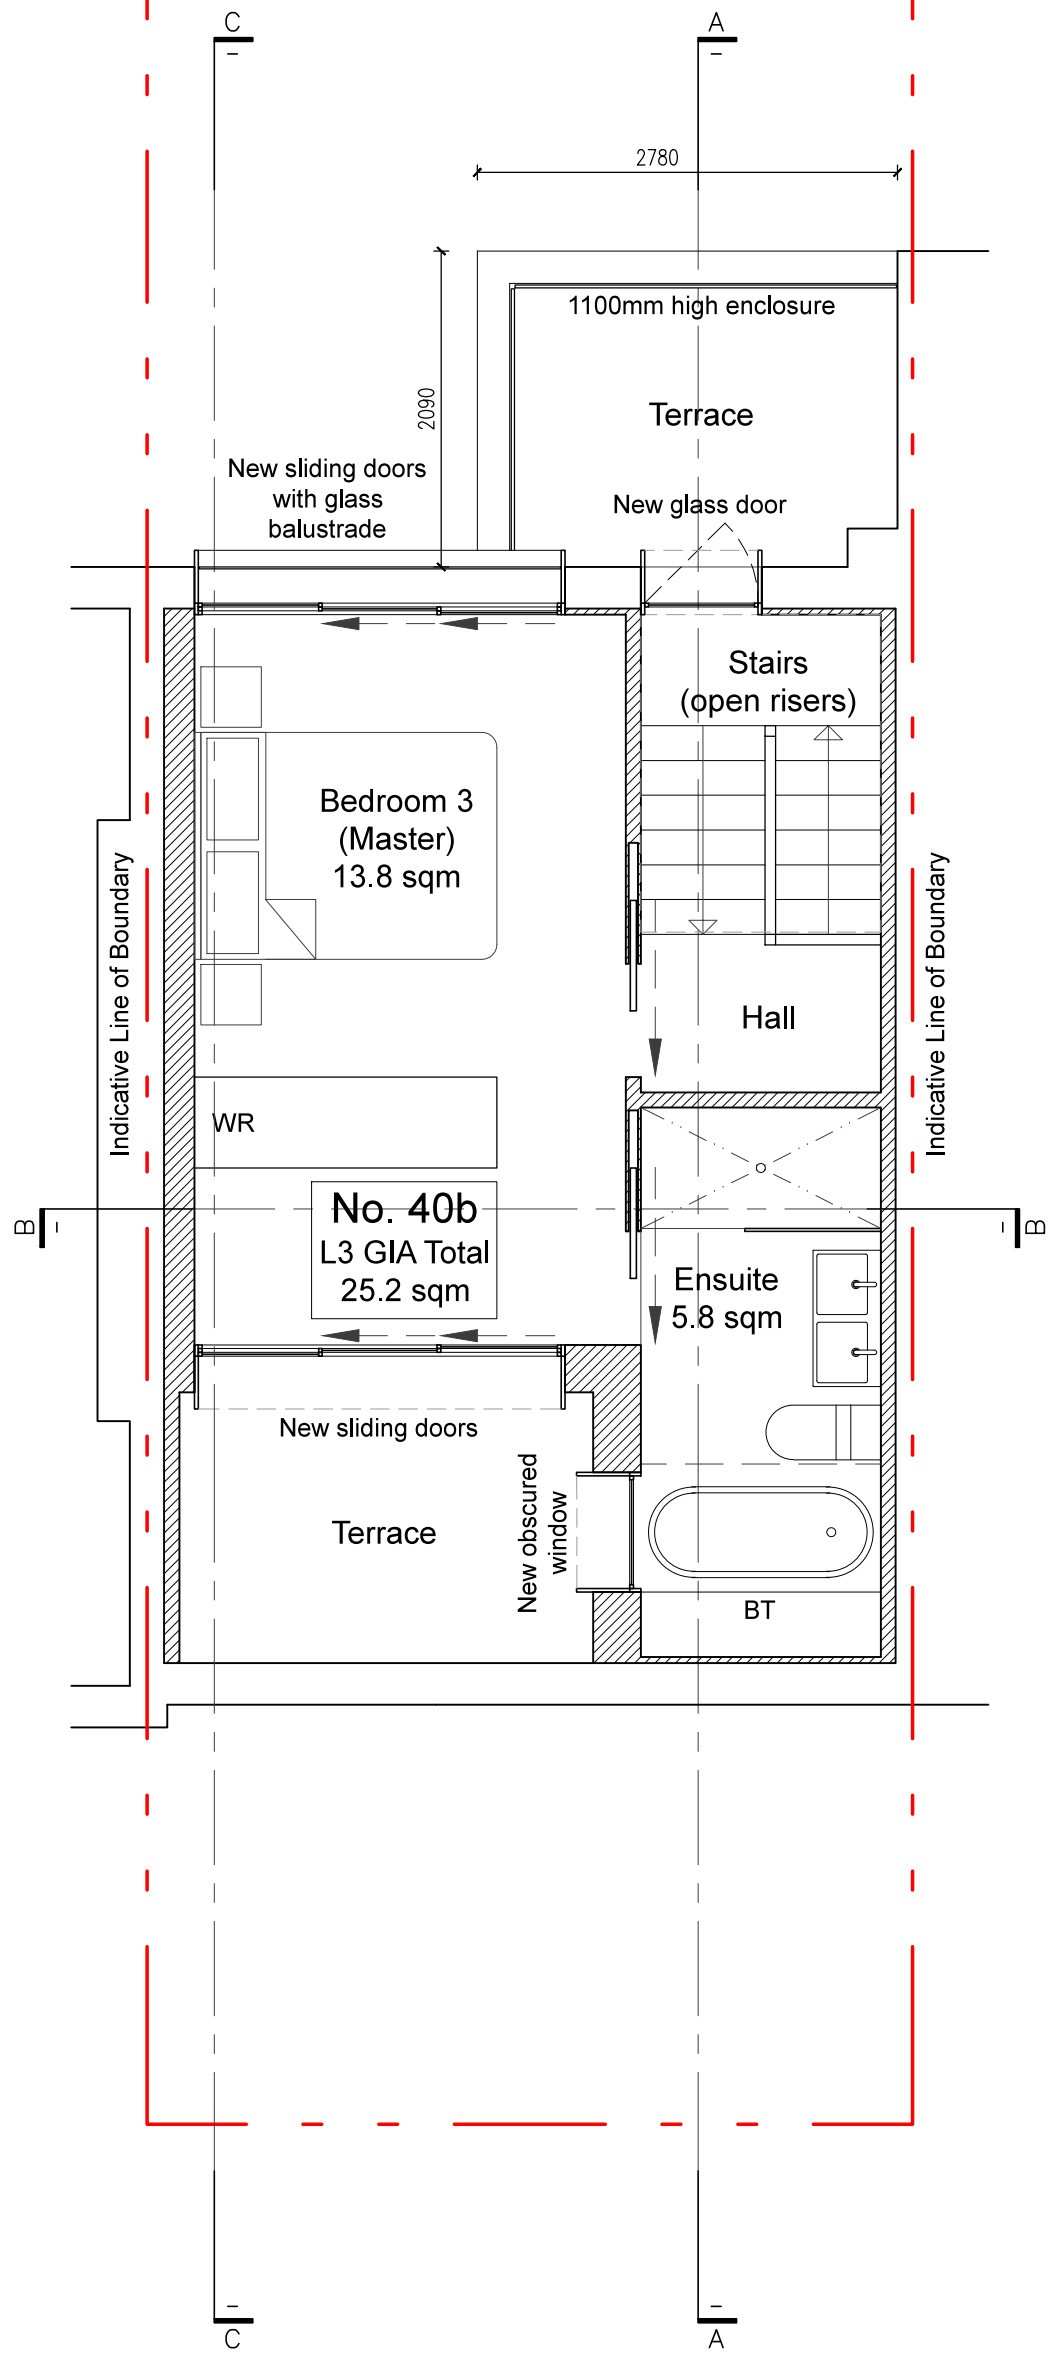 C
A
2780
1100mm high enclosure
2090
Terrace
New sliding doors
with glass
balustrade
New glass door
Stairs
(open risers)
Bedroom 3
(Master)
13.8 sqm
Indicative Line of Boundary
Indicative Line of Boundary
Hall
WR
No. 40b
L3 GIA Total
25.2 sqm
B
B
Ensuite
5.8 sqm
New sliding doors
Terrace
New obscured
window
BT
C
A